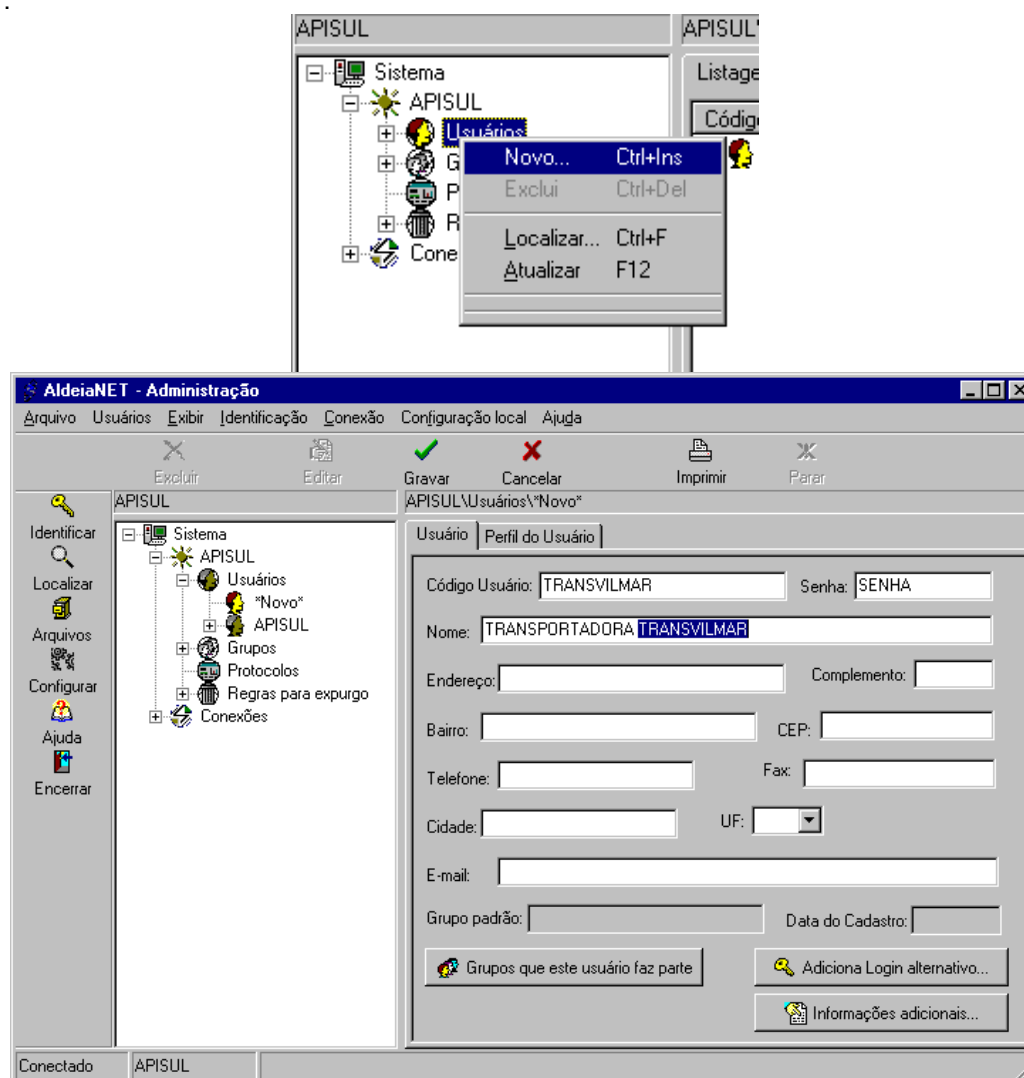 .
APISUL APISUL
Sistema
Listage
APISUL
Códig
Usuários
Novo... Ctrl+Ins
G
Exclui Ctrl+Del
P
R
Localizar... Ctrl+F
Cone
Atualizar F12
AldeiaNET - Administração
Arquivo Usuários Exibir Identificação Conexão Configuração local Ajuda
Excluir Editar Gravar Cancelar Imprimir Parar
APISUL APISUL\Usuários\*Novo*
Identificar
Localizar
Arquivos
Configurar
Ajuda
Encerrar
Sistema
APISUL
Usuários
*Novo*
APISUL
Grupos
Protocolos
Regras para expurgo
Conexões
Usuário Perfil do Usuário
Código Usuário: TRANSVILMAR Senha: SENHA
Nome: TRANSPORTADORA TRANSVILMAR
Endereço: Complemento:
Bairro: CEP:
Telefone: Fax:
Cidade: UF:
E-mail:
Grupo padrão: Data do Cadastro:
Grupos que este usuário faz parte Adiciona Login alternativo...
Informações adicionais...
Conectado APISUL